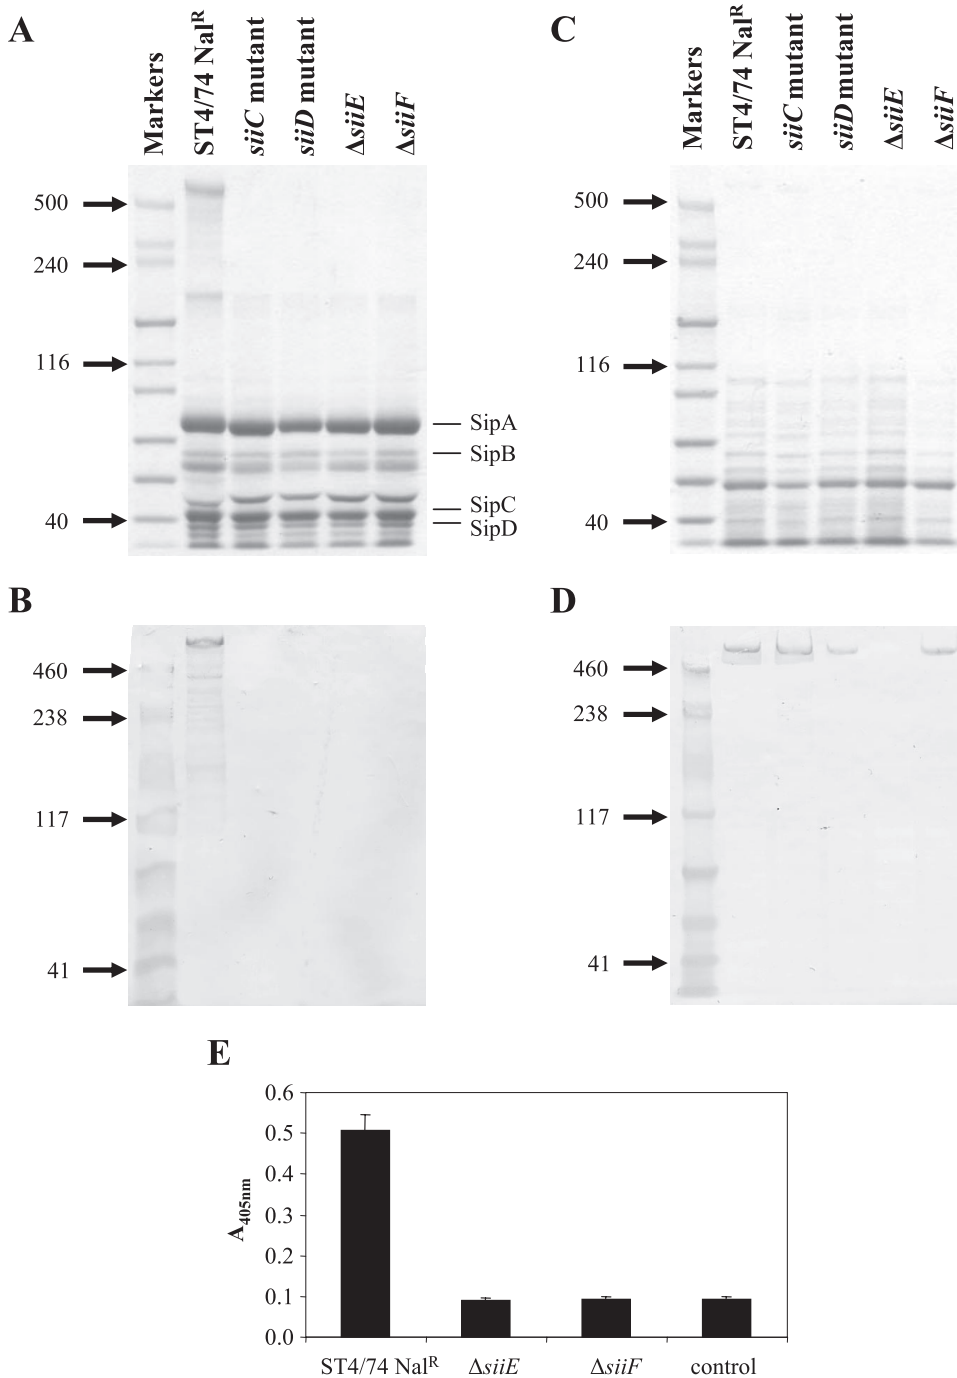 A
Markers
ST4/74 Nal^R
siiC mutant
siiD mutant
ΔsiiE
ΔsiiF
500
240
116
40
SipA
SipB
SipC
SipD
C
Markers
ST4/74 Nal^R
siiC mutant
siiD mutant
ΔsiiE
ΔsiiF
500
240
116
40
B
460
238
117
41
D
460
238
117
41
E
A405nm
0.6
0.5
0.4
0.3
0.2
0.1
0.0
ST4/74 Nal^R ΔsiiE ΔsiiF control